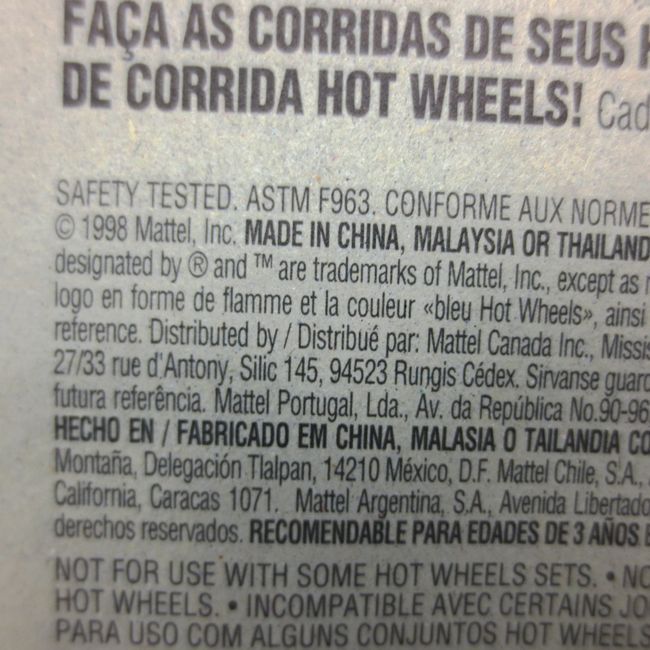 FAÇA AS CORRIDAS DE SEUS
DE CORRIDA HOT WHEELS! Cad
SAFETY TESTED. ASTM F963. CONFORME AUX NORME
© 1998 Mattel, Inc. MADE IN CHINA, MALAYSIA OR THAILAND
designated by ® and ™ are trademarks of Mattel, Inc., except as
logo en forme de flamme et la couleur «bleu Hot Wheels», ainsi
reference. Distributed by / Distribué par: Mattel Canada Inc., Missis
27/33 rue d'Antony, Silic 145, 94523 Rungis Cédex. Sirvanse guard
futura referência. Mattel Portugal, Lda., Av. da República No.90-96
HECHO EN / FABRICADO EM CHINA, MALASIA O TAILANDIA CO
Montaña, Delegación Tlalpan, 14210 México, D.F. Mattel Chile, S.A.,
California, Caracas 1071. Mattel Argentina, S.A., Avenida Libertado
derechos reservados. RECOMENDABLE PARA EDADES DE 3 AÑOS E
NOT FOR USE WITH SOME HOT WHEELS SETS. • NO
HOT WHEELS. • INCOMPATIBLE AVEC CERTAINS JO
PARA USO COM ALGUNS CONJUNTOS HOT WHEELS